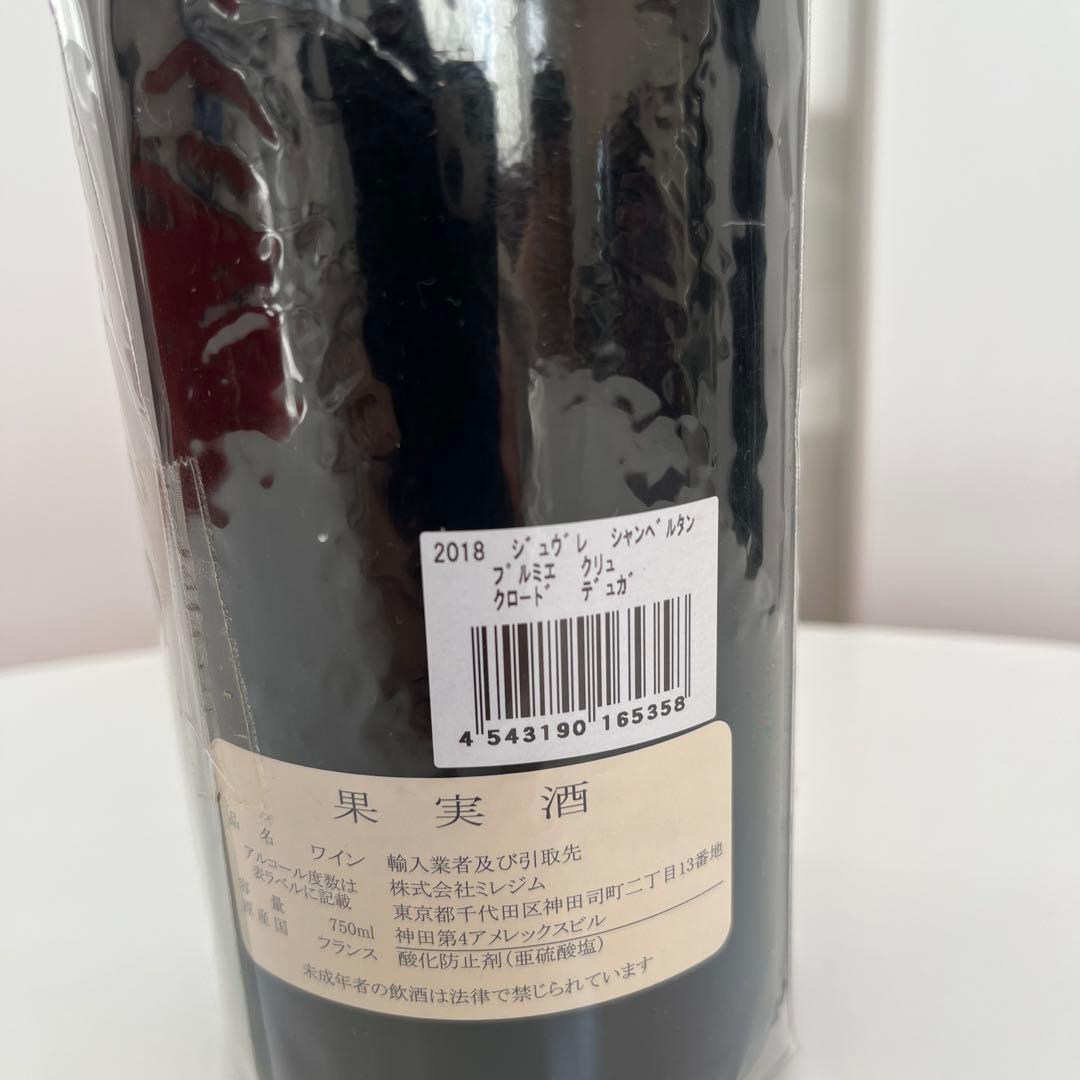 2018 ジュヴレ シャンベルタン
プルミエ クリュ
クロード デュガ
4 543190 165358
果実酒
品名 ワイン
アルコール度数は
表ラベルに記載
容量 750ml
原産国 フランス
輸入業者及び引取先
株式会社ミレジム
東京都千代田区神田司町二丁目13番地
神田第4アメレックスビル
酸化防止剤(亜硫酸塩)
未成年者の飲酒は法律で禁じられています